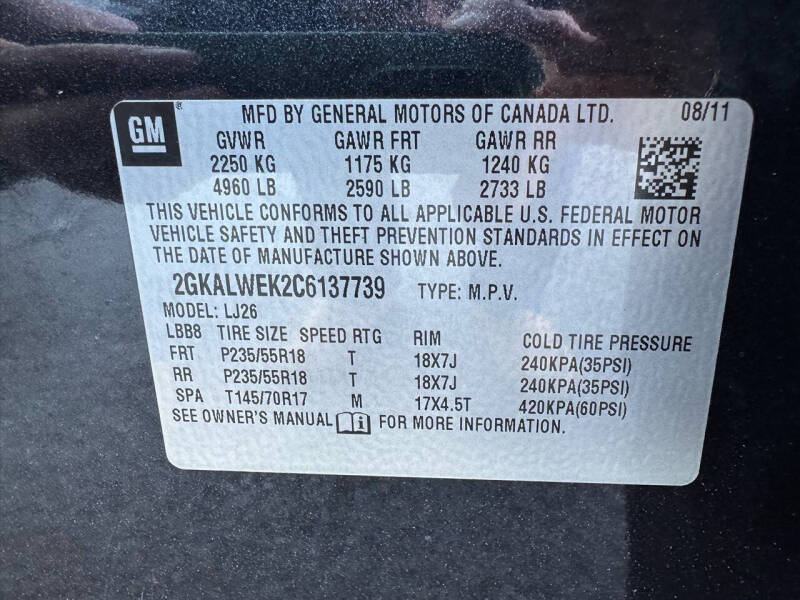 GM ® MFD BY GENERAL MOTORS OF CANADA LTD. 08/11
GVWR GAWR FRT GAWR RR
2250 KG 1175 KG 1240 KG
4960 LB 2590 LB 2733 LB
THIS VEHICLE CONFORMS TO ALL APPLICABLE U.S. FEDERAL MOTOR
VEHICLE SAFETY AND THEFT PREVENTION STANDARDS IN EFFECT ON
THE DATE OF MANUFACTURE SHOWN ABOVE.
2GKALWEK2C6137739 TYPE: M.P.V.
MODEL: LJ26
LBB8 TIRE SIZE SPEED RTG RIM COLD TIRE PRESSURE
FRT P235/55R18 T 18X7J 240KPA(35PSI)
RR P235/55R18 T 18X7J 240KPA(35PSI)
SPA T145/70R17 M 17X4.5T 420KPA(60PSI)
SEE OWNER'S MANUAL FOR MORE INFORMATION.